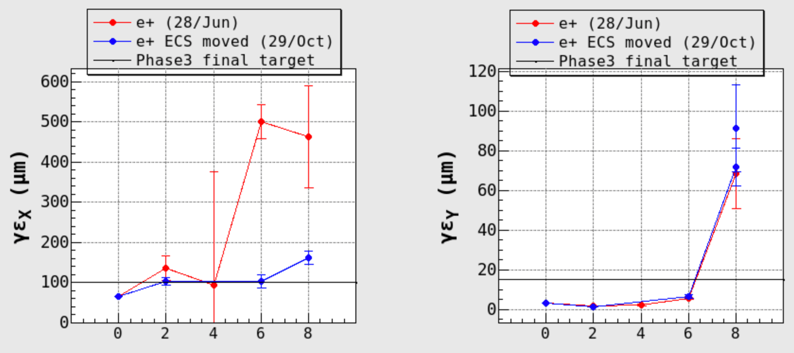 e+ (28/Jun)
e+ ECS moved (29/Oct)
Phase3 final target
γεX (μm)
600
500
400
300
200
100
0
0 2 4 6 8
e+ (28/Jun)
e+ ECS moved (29/Oct)
Phase3 final target
γεY (μm)
120
100
80
60
40
20
0
0 2 4 6 8